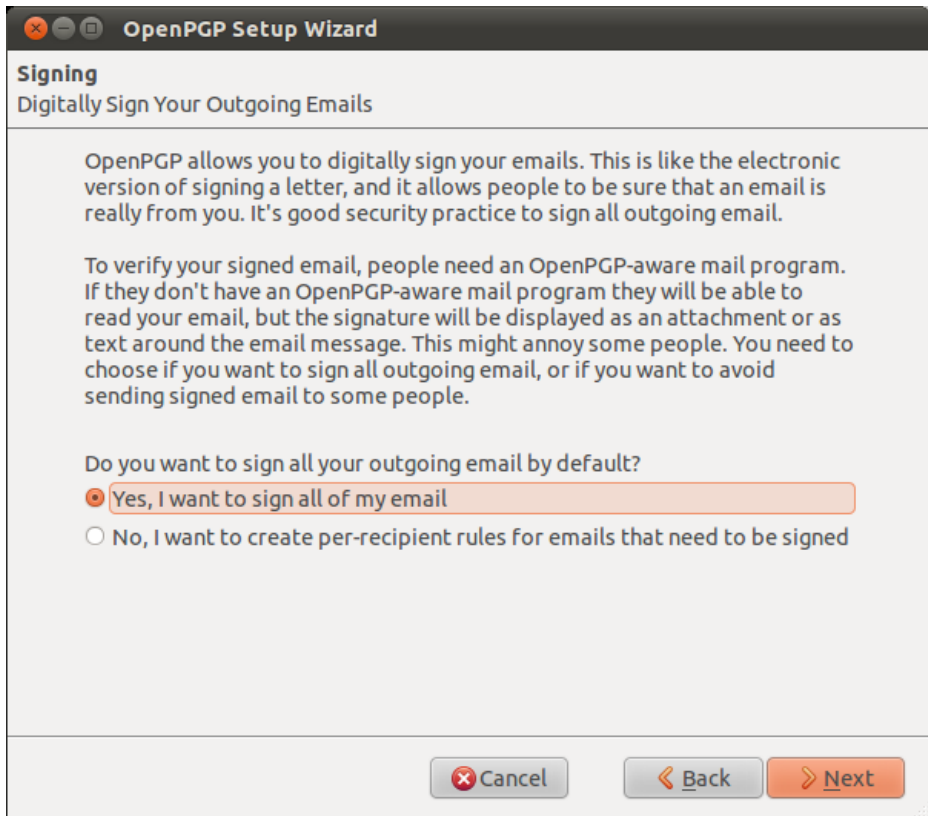 OpenPGP Setup Wizard
Signing
Digitally Sign Your Outgoing Emails
OpenPGP allows you to digitally sign your emails. This is like the electronic
version of signing a letter, and it allows people to be sure that an email is
really from you. It's good security practice to sign all outgoing email.
To verify your signed email, people need an OpenPGP-aware mail program.
If they don't have an OpenPGP-aware mail program they will be able to
read your email, but the signature will be displayed as an attachment or as
text around the email message. This might annoy some people. You need to
choose if you want to sign all outgoing email, or if you want to avoid
sending signed email to some people.
Do you want to sign all your outgoing email by default?
Yes, I want to sign all of my email
No, I want to create per-recipient rules for emails that need to be signed
Cancel Back Next